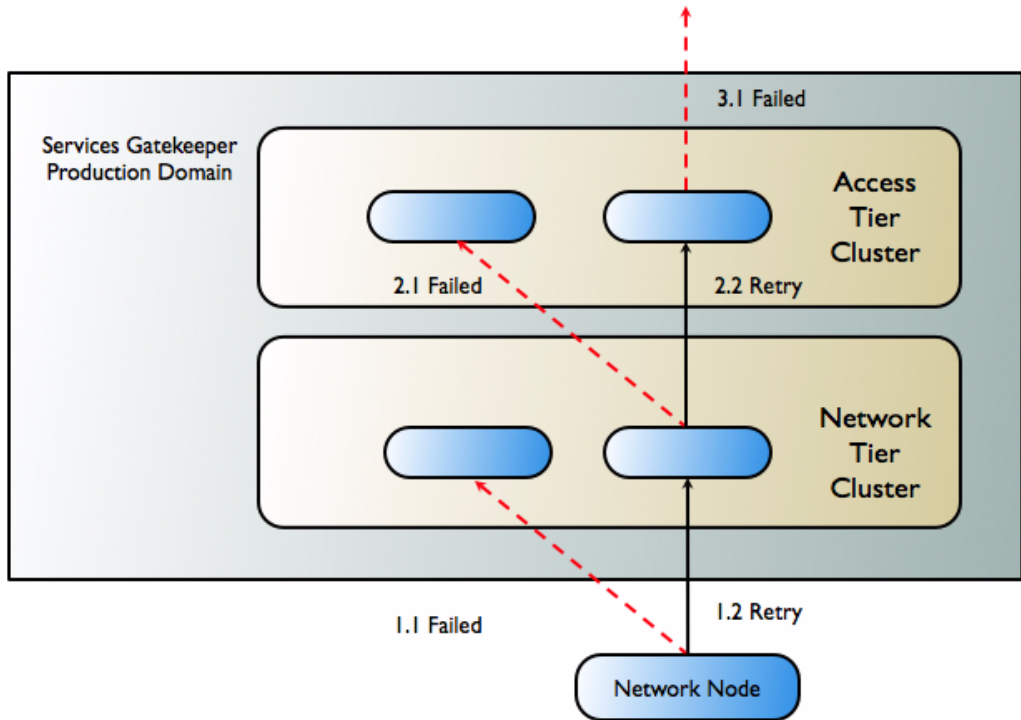 3.1 Failed
Services Gatekeeper
Production Domain
Access
Tier
Cluster
2.1 Failed
2.2 Retry
Network
Tier
Cluster
1.1 Failed
1.2 Retry
Network Node